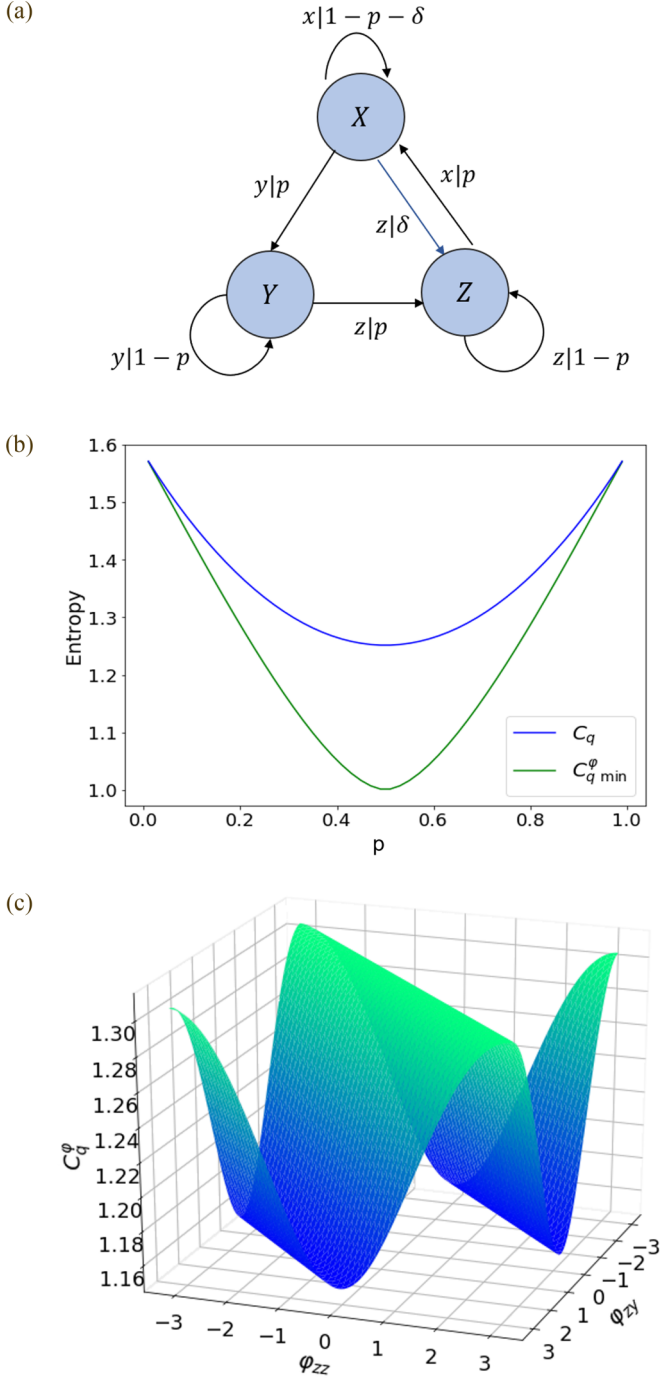 (a)
x|1 − p − δ
X
y|p
x|p
z|δ
Y
Z
z|p
y|1 − p
z|1 − p
(b)
1.6
1.5
1.4
1.3
1.2
1.1
1.0
Entropy
C_q
C_q^φ min
0.0 0.2 0.4 0.6 0.8 1.0
p
(c)
1.30
1.28
1.26
1.24
1.22
1.20
1.18
1.16
C_q^φ
−3 −2 −1 0 1 2 3
φ_zz
−3
−2
−1
0
1
2
3
φ_zy